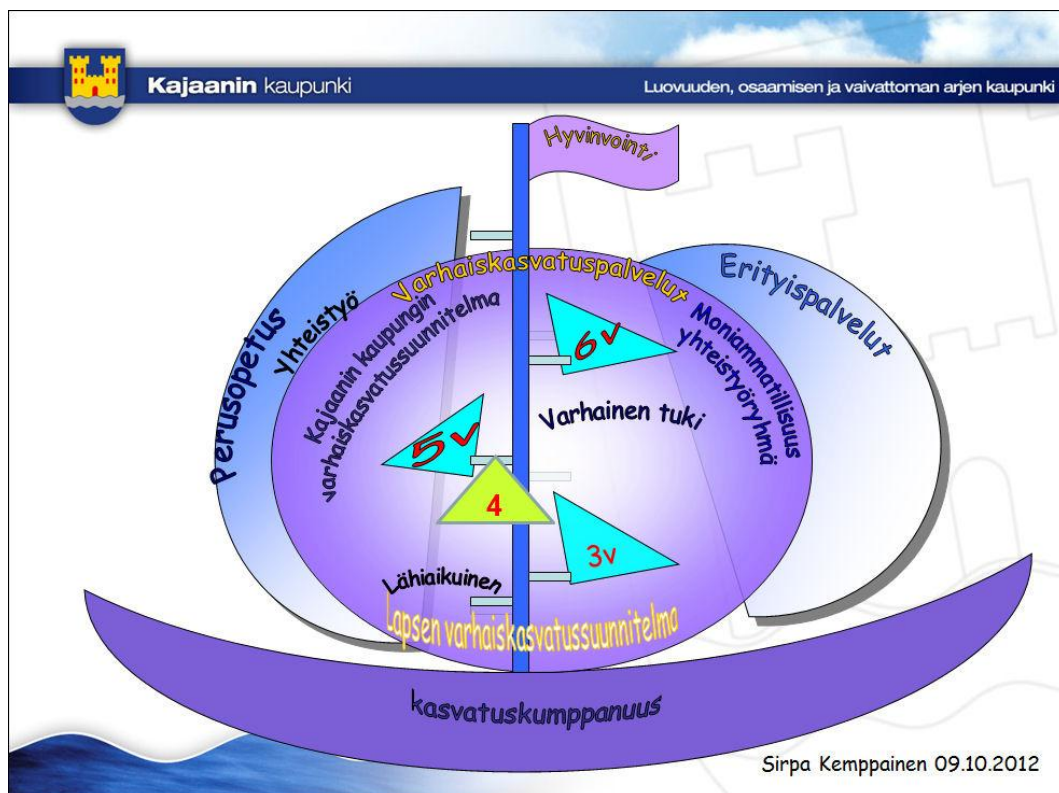 Kajaanin kaupunki
Luovuuden, osaamisen ja vaivattoman arjen kaupunki
Hyvinvointi
Perusopetus
yhteistyö
Varhaiskasvatuspalvelut
Erityispalvelut
Kajaanin kaupungin
varhaiskasvatussuunnitelma
Moniammatillisuus
yhteistyöryhmä
6v
Varhainen tuki
5v
4
3v
Lähiaikuinen
Lapsen varhaiskasvatussuunnitelma
kasvatuskumppanuus
Sirpa Kemppainen 09.10.2012